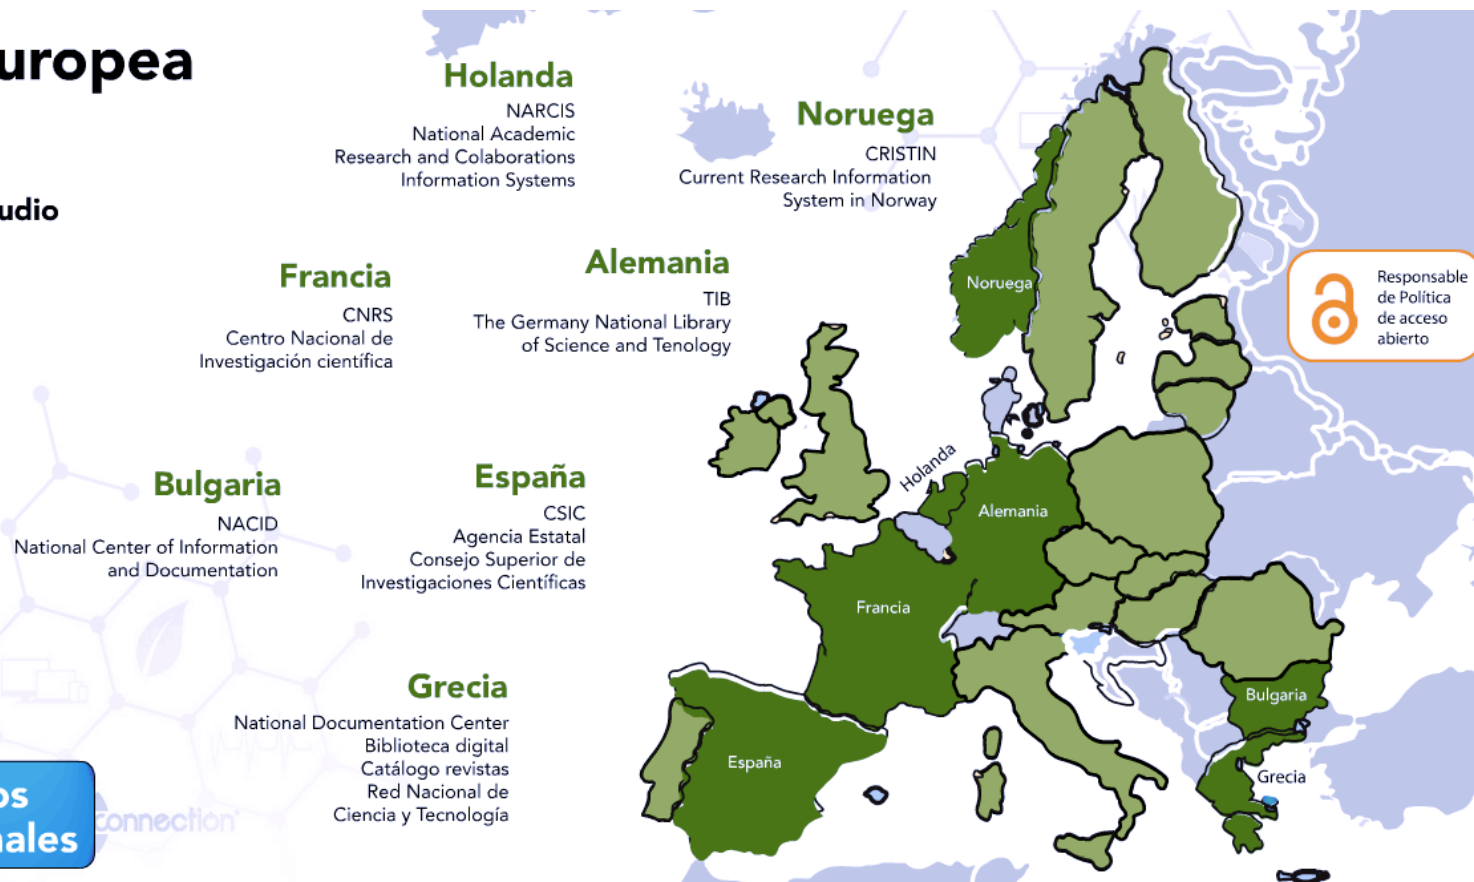 uropea
udio
Holanda
NARCIS
National Academic
Research and Colaborations
Information Systems
Noruega
CRISTIN
Current Research Information
System in Norway
Francia
CNRS
Centro Nacional de
Investigación científica
Alemania
TIB
The Germany National Library
of Science and Tenology
Bulgaria
NACID
National Center of Information
and Documentation
España
CSIC
Agencia Estatal
Consejo Superior de
Investigaciones Científicas
Grecia
National Documentation Center
Biblioteca digital
Catálogo revistas
Red Nacional de
Ciencia y Tecnología
os
nales
connection
Noruega
Holanda
Alemania
Francia
España
Bulgaria
Grecia
Responsable
de Política
de acceso
abierto